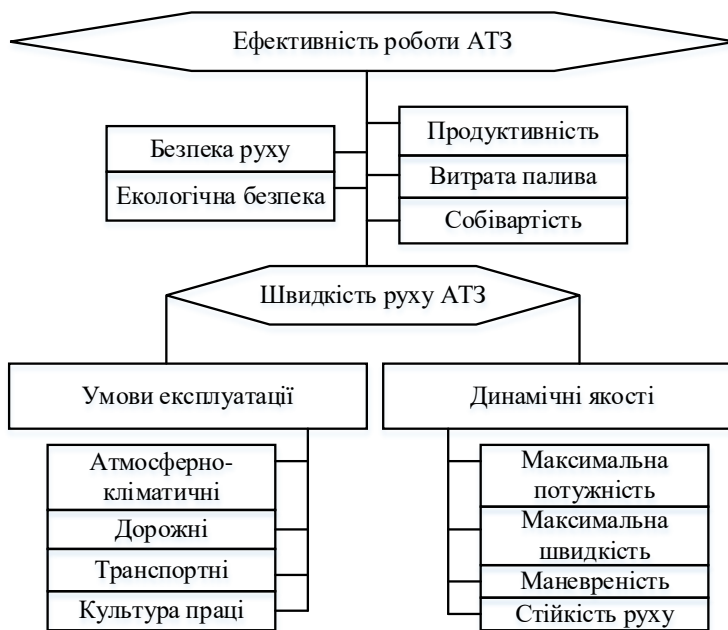 Ефективність роботи АТЗ
Безпека руху
Екологічна безпека
Продуктивність
Витрата палива
Собівартість
Швидкість руху АТЗ
Умови експлуатації
Атмосферно-
кліматичні
Дорожні
Транспортні
Культура праці
Динамічні якості
Максимальна
потужність
Максимальна
швидкість
Маневреність
Стійкість руху